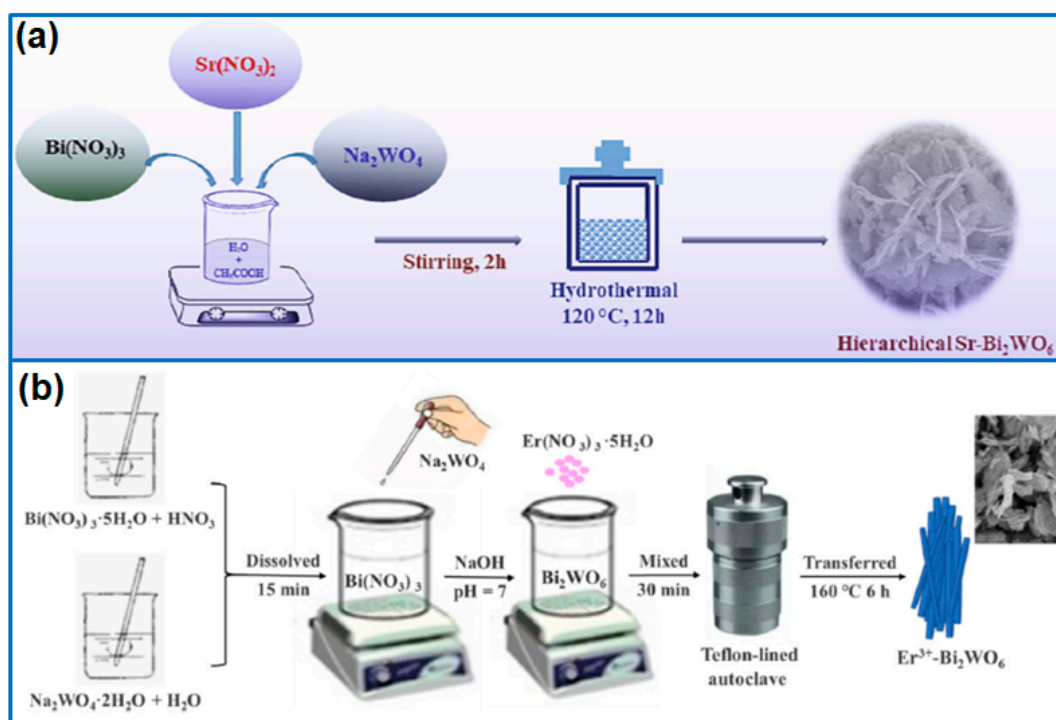 (a)
Sr(NO₃)₂
Bi(NO₃)₃
Na₂WO₄
H₂O
+
CH₃COOH
Stirring, 2h
Hydrothermal
120 °C, 12h
Hierarchical Sr-Bi₂WO₆
(b)
Bi(NO₃)₃·5H₂O + HNO₃
Na₂WO₄·2H₂O + H₂O
Dissolved
15 min
Na₂WO₄
Bi(NO₃)₃
NaOH
pH = 7
Er(NO₃)₃·5H₂O
Bi₂WO₆
Mixed
30 min
Teflon-lined
autoclave
Transferred
160 °C 6 h
Er³⁺-Bi₂WO₆